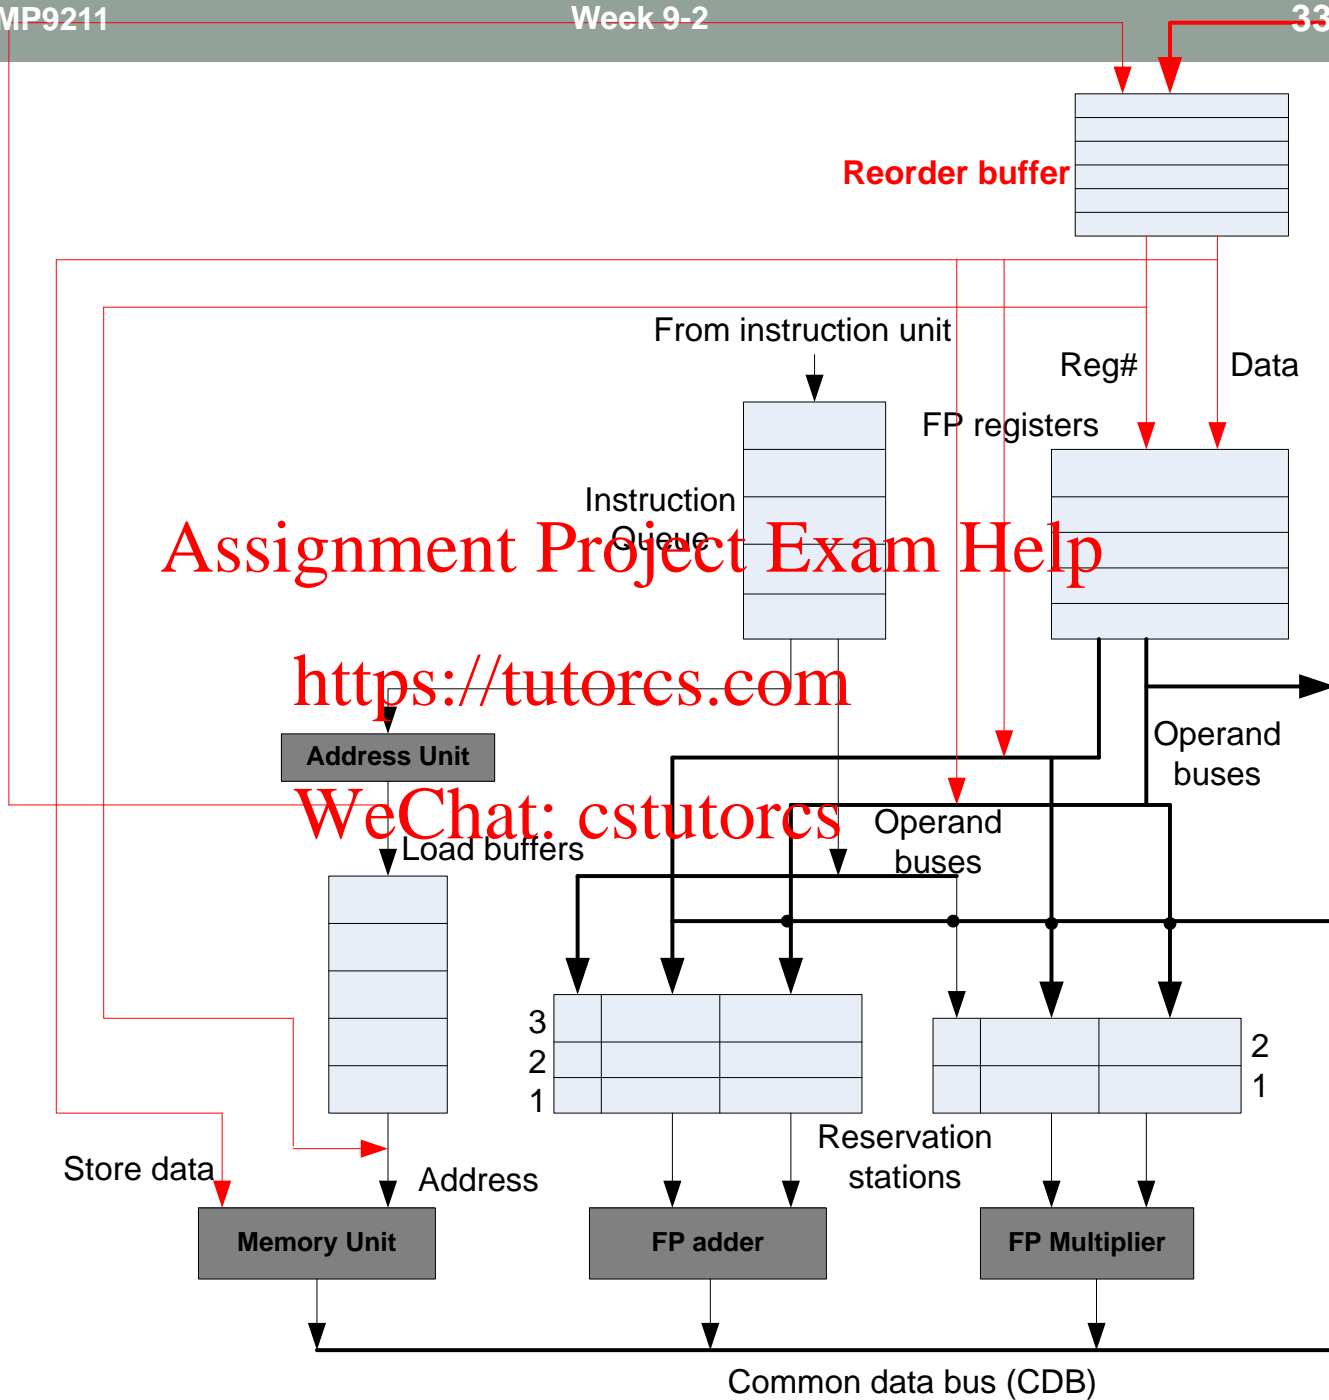 MP9211
Week 9-2
33
Reorder buffer
From instruction unit
Reg#
Data
FP registers
Instruction
Queue
Assignment Project Exam Help
https://tutorcs.com
Address Unit
Operand
buses
WeChat: cstutorcs
Operand
buses
Load buffers
3
2
1
2
1
Reservation
stations
Store data
Address
Memory Unit
FP adder
FP Multiplier
Common data bus (CDB)